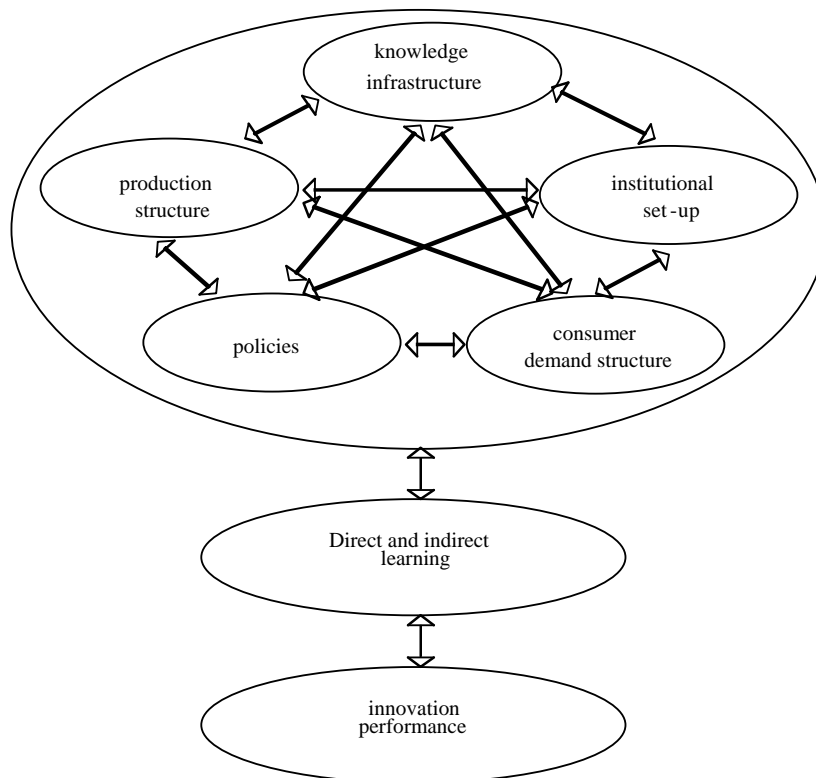 knowledge
infrastructure
production
structure
institutional
set-up
policies
consumer
demand structure
Direct and indirect
learning
innovation
performance